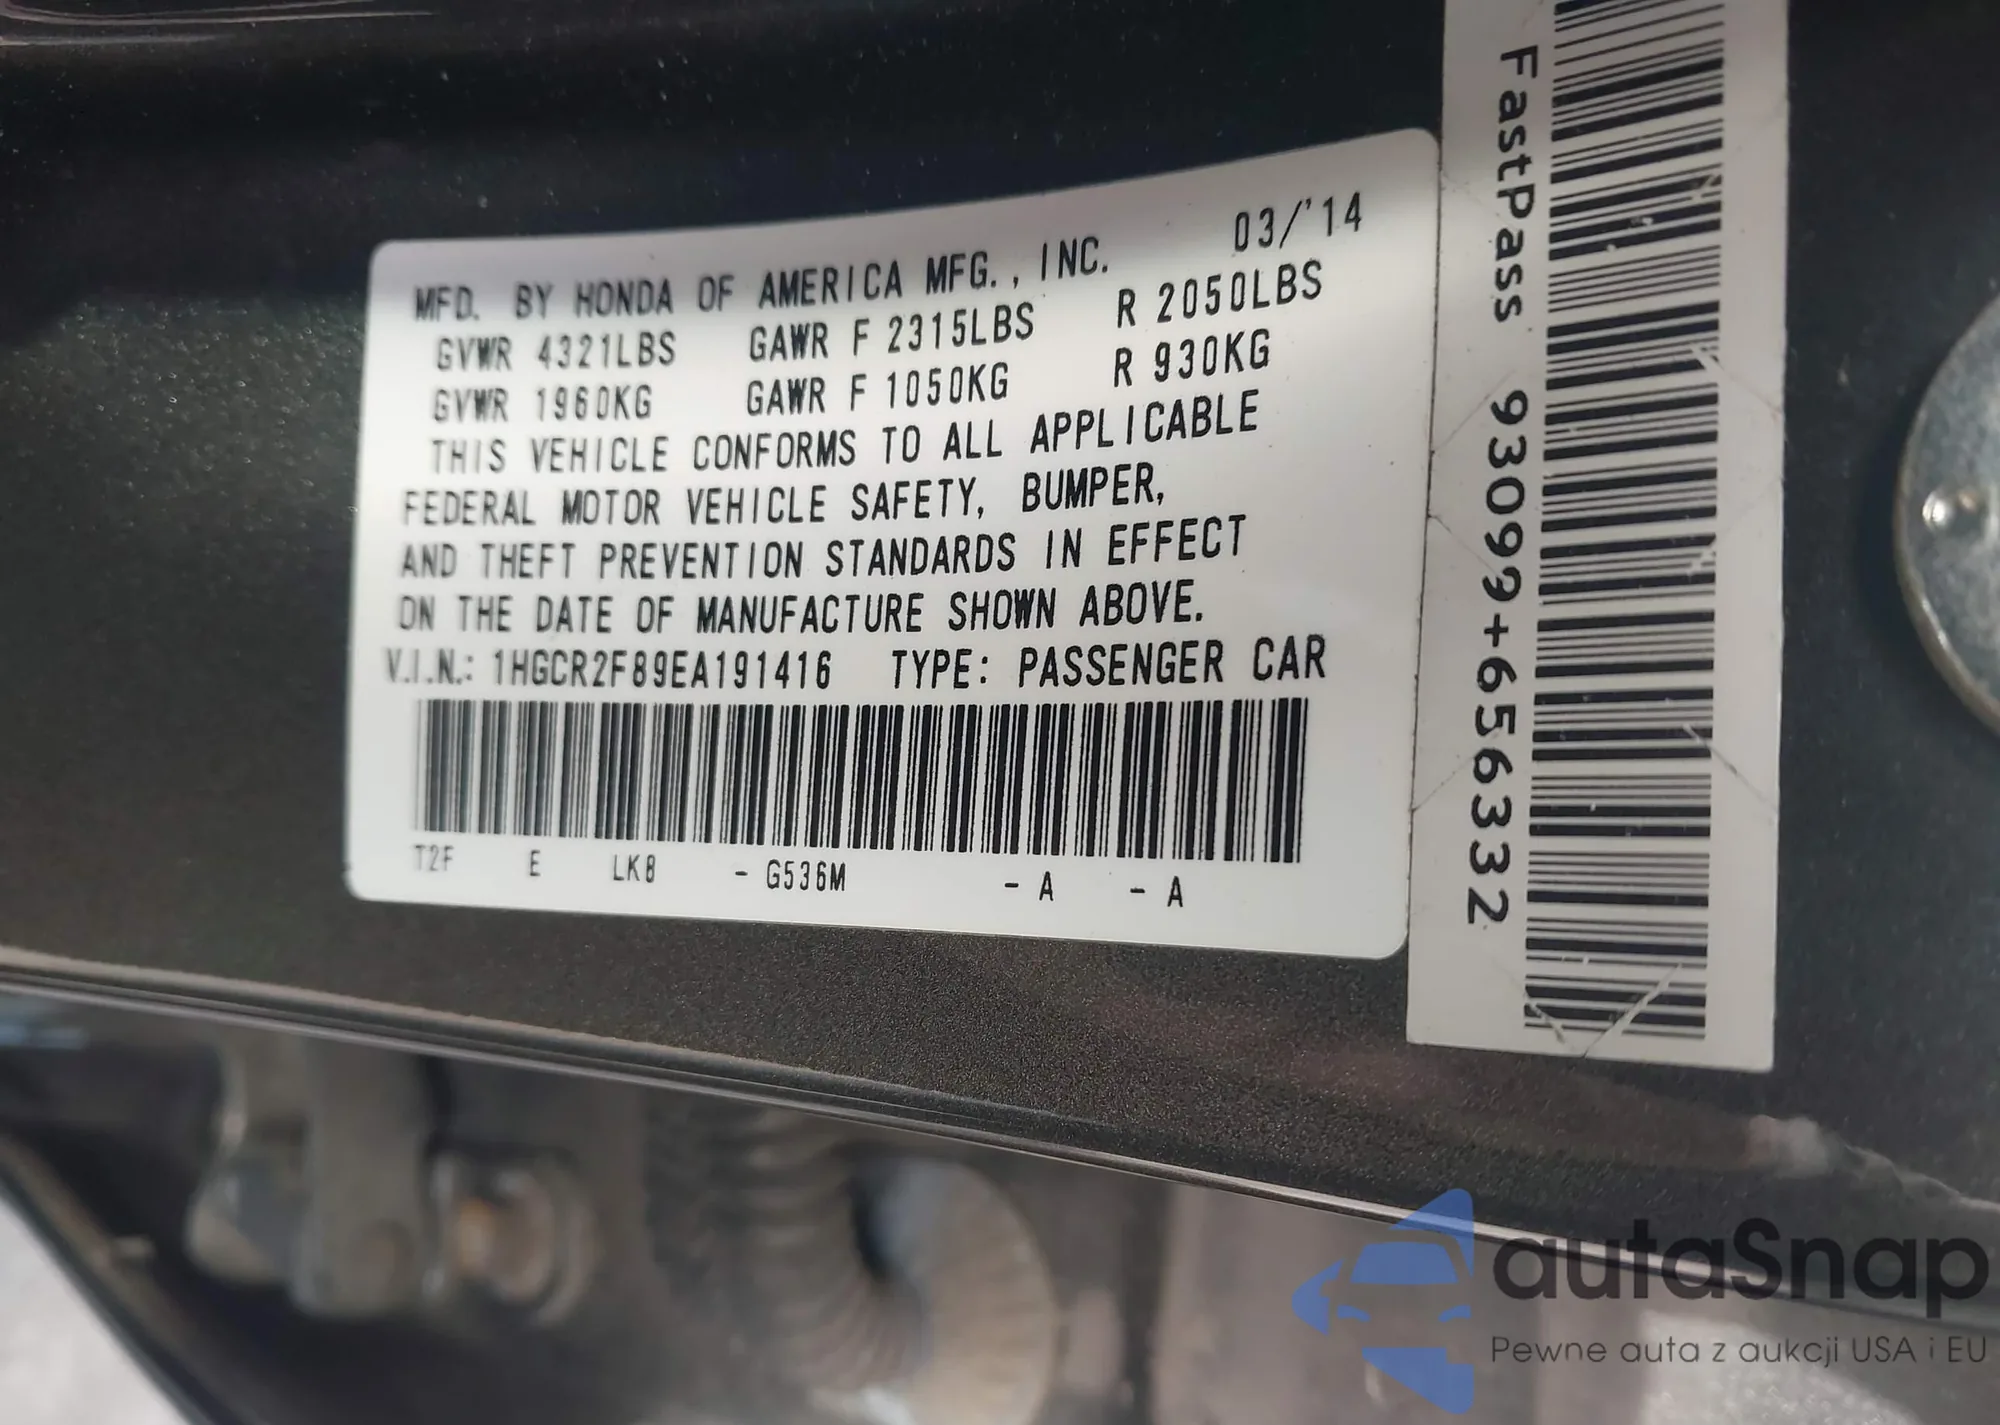 MFD. BY HONDA OF AMERICA MFG., INC. 03/'14
GVWR 4321LBS GAWR F 2315LBS R 2050LBS
GVWR 1960KG GAWR F 1050KG R 930KG
THIS VEHICLE CONFORMS TO ALL APPLICABLE
FEDERAL MOTOR VEHICLE SAFETY, BUMPER,
AND THEFT PREVENTION STANDARDS IN EFFECT
ON THE DATE OF MANUFACTURE SHOWN ABOVE.
V.I.N.: 1HGCR2F89EA191416 TYPE: PASSENGER CAR
T2F E LK8 - G536M - A - A
FastPass 93099+656332
autaSnap
Pewne auta z aukcji USA i EU